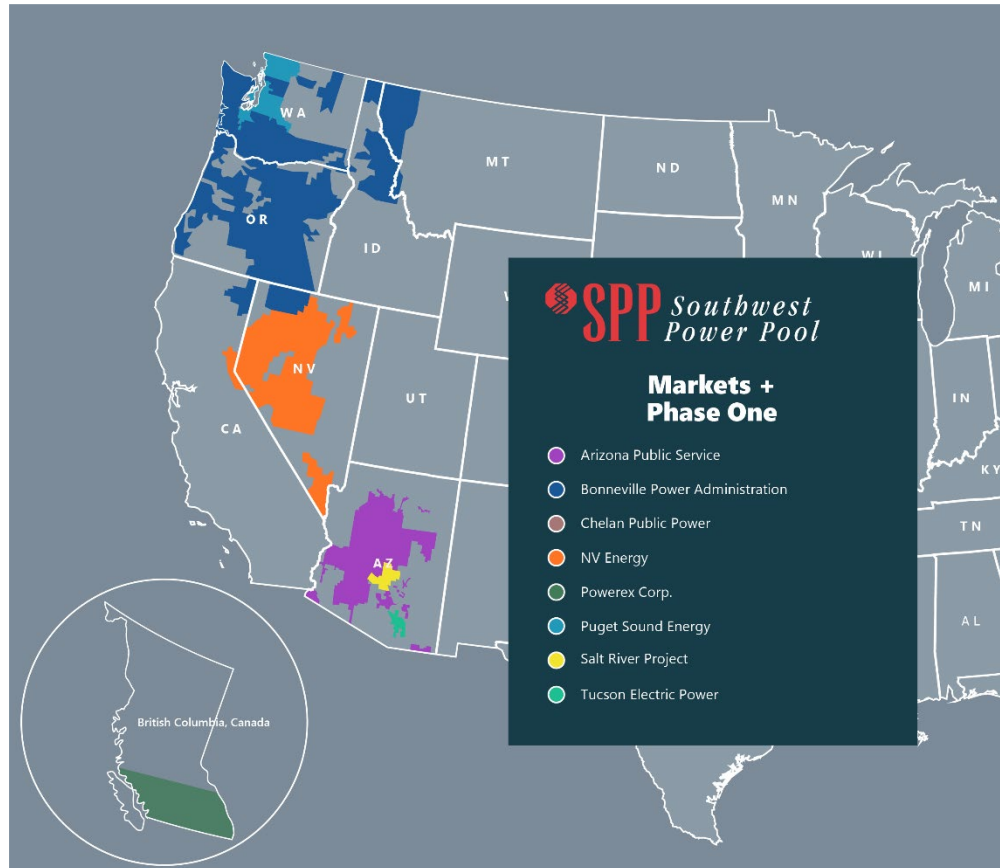 WA
MT
ND
MN
OR
ID
WI
MI
SPP Southwest
Power Pool
Markets +
Phase One
NV
UT
IN
CA
KY
Arizona Public Service
Bonneville Power Administration
Chelan Public Power
TN
NV Energy
AZ
Powerex Corp.
Puget Sound Energy
AL
Salt River Project
Tucson Electric Power
British Columbia, Canada